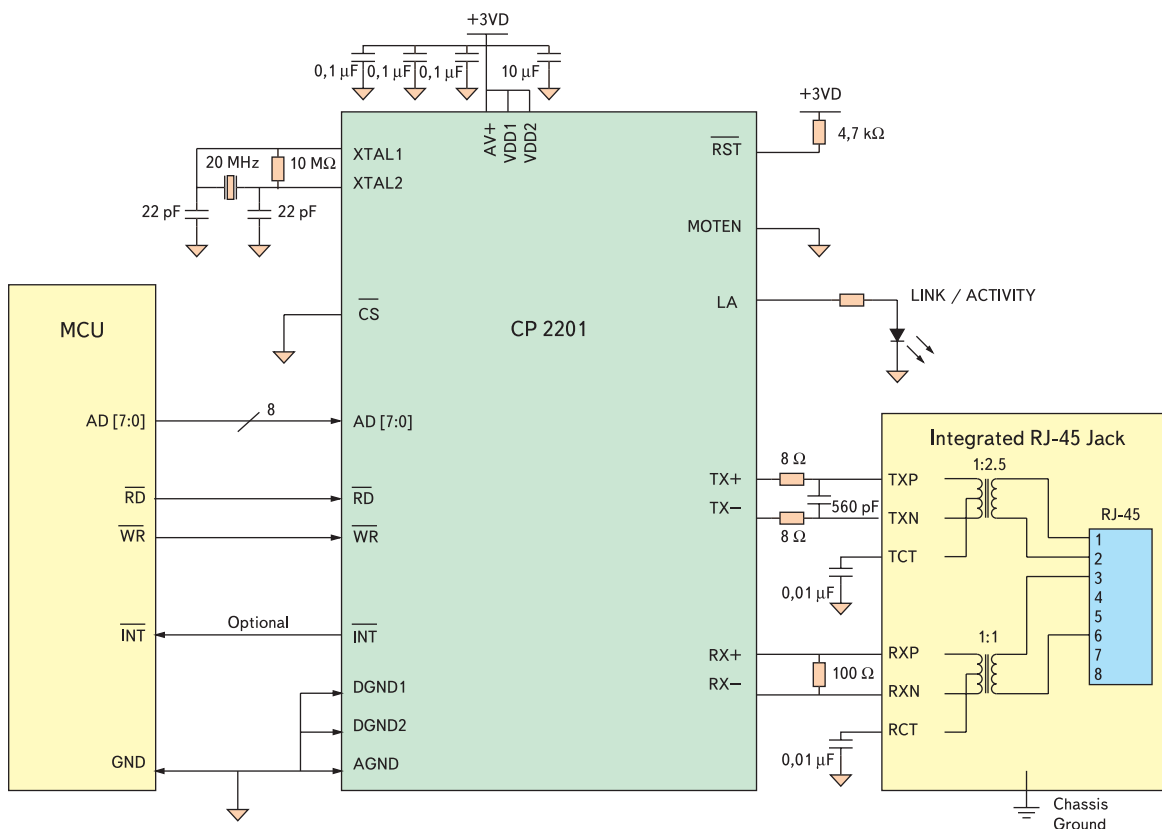 +3VD
0,1 µF
0,1 µF
0,1 µF
10 µF
AV+
VDD1
VDD2
+3VD
4,7 kΩ
RST
XTAL1
20 MHz
10 MΩ
XTAL2
22 pF
22 pF
MOTEN
LA
LINK / ACTIVITY
MCU
CS
CP 2201
AD [7:0]
8
AD [7:0]
RD
RD
WR
WR
INT
Optional
INT
DGND1
DGND2
GND
AGND
TX+
TX−
8 Ω
8 Ω
560 pF
0,01 µF
RX+
RX−
100 Ω
0,01 µF
Integrated RJ-45 Jack
TXP
TXN
TCT
1:2.5
RXP
RXN
RCT
1:1
RJ-45
1
2
3
4
5
6
7
8
Chassis
Ground